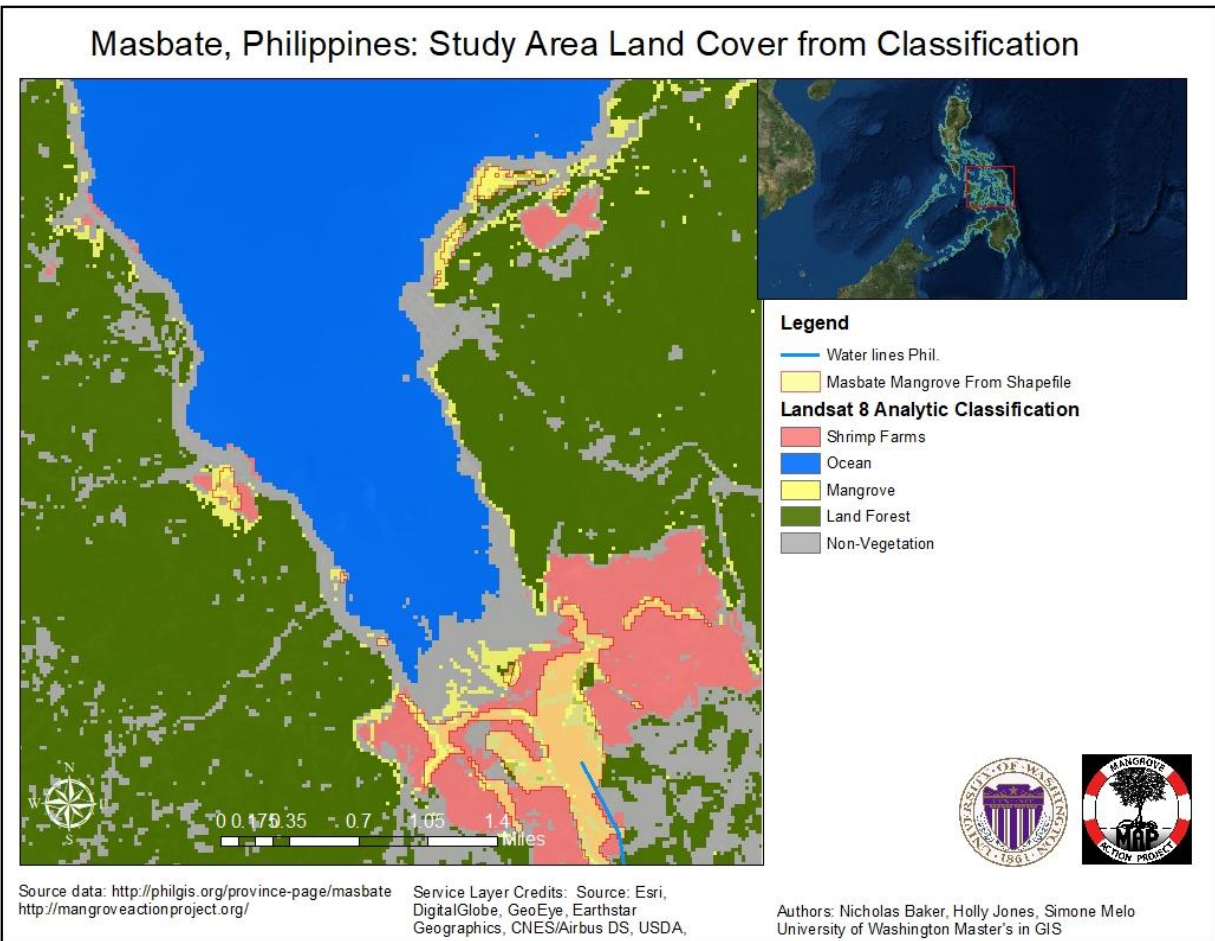 Masbate, Philippines: Study Area Land Cover from Classification
Legend
Water lines Phil.
Masbate Mangrove From Shapefile
Landsat 8 Analytic Classification
Shrimp Farms
Ocean
Mangrove
Land Forest
Non-Vegetation
N
W
S
0 0.175 0.35 0.7 1.05 1.4
Miles
UNIVERSITY OF WASHINGTON
1861
MANGROVE
MAP
ACTION PROJECT
Source data: http://philgis.org/province-page/masbate
http://mangroveactionproject.org/
Service Layer Credits: Source: Esri,
DigitalGlobe, GeoEye, Earthstar
Geographics, CNES/Airbus DS, USDA,
Authors: Nicholas Baker, Holly Jones, Simone Melo
University of Washington Master's in GIS